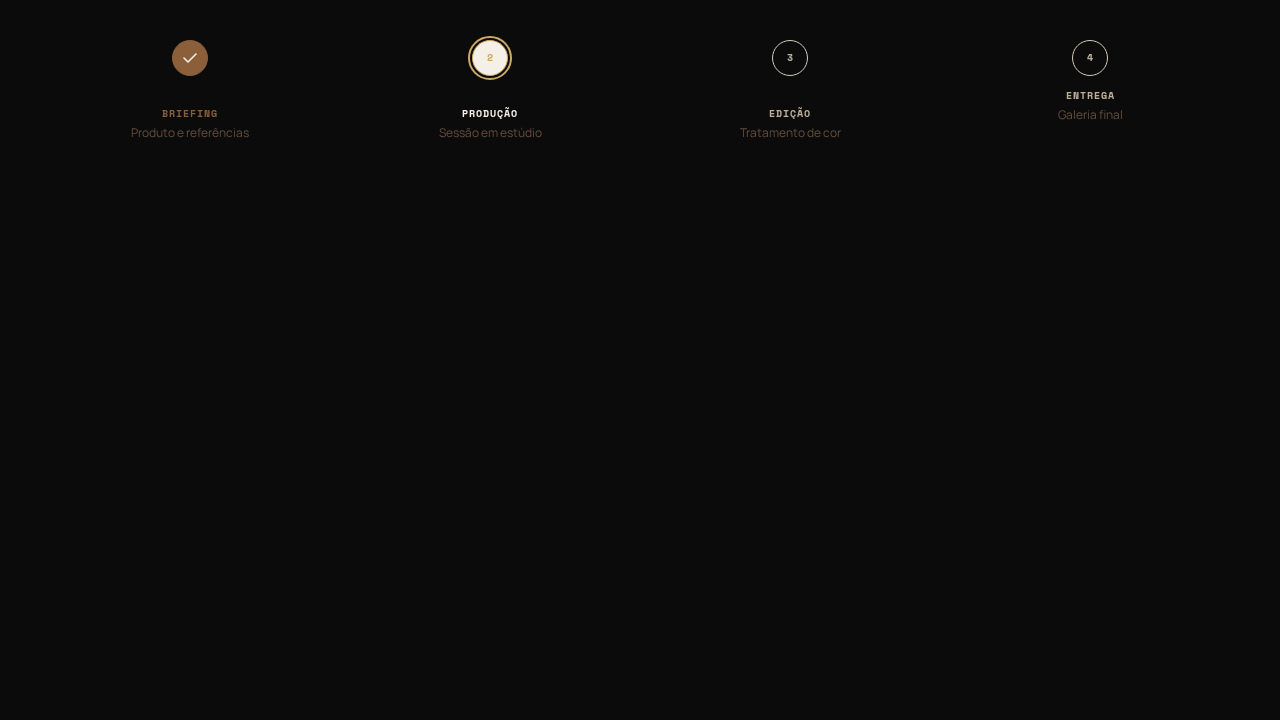 2
3
4
BRIEFING
Produto e referências
PRODUÇÃO
Sessão em estúdio
EDIÇÃO
Tratamento de cor
ENTREGA
Galeria final